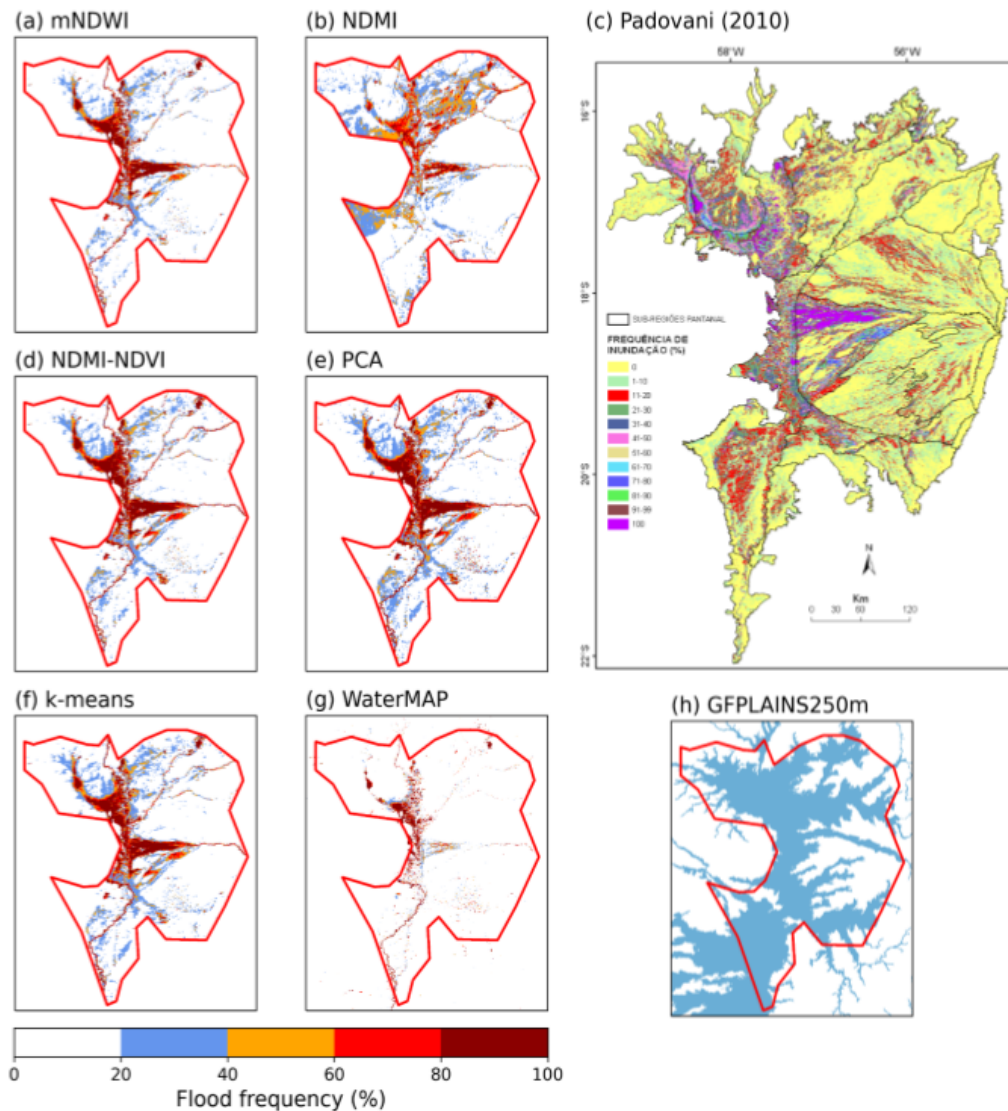 (a) mNDWI
(b) NDMI
(c) Padovani (2010)
58°W
56°W
16°S
18°S
20°S
22°S
SUB-REGIÕES PANTANAL
FREQUÊNCIA DE
INUNDAÇÃO (%)
0
1-10
11-20
21-30
31-40
41-50
51-60
61-70
71-80
81-90
91-99
100
N
Km
0 30 60 120
(d) NDMI-NDVI
(e) PCA
(f) k-means
(g) WaterMAP
(h) GFPLAINS250m
0 20 40 60 80 100
Flood frequency (%)